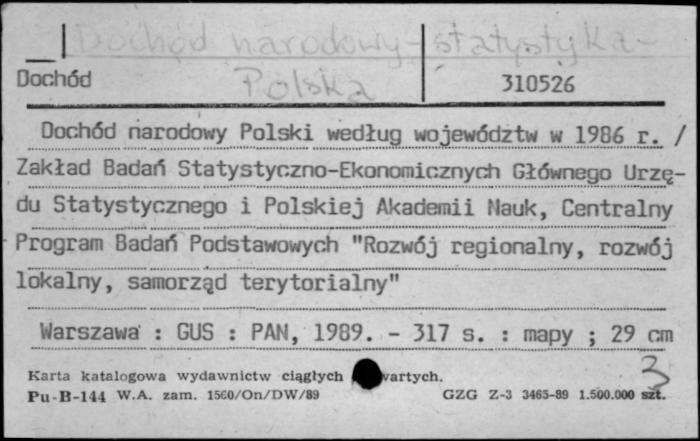 Dochód narodowy - statystyka -
Polska
Dochód
310526
Dochód narodowy Polski według województw w 1986 r. /
Zakład Badań Statystyczno-Ekonomicznych Głównego Urzę-
du Statystycznego i Polskiej Akademii Nauk, Centralny
Program Badań Podstawowych "Rozwój regionalny, rozwój
lokalny, samorząd terytorialny"
Warszawa : GUS : PAN, 1989. - 317 s. : mapy ; 29 cm
3
Karta katalogowa wydawnictw ciągłych wartych.
Pu-B-144 W.A. zam. 1560/On/DW/89 GZG Z-3 3465-89 1.500.000 szt.